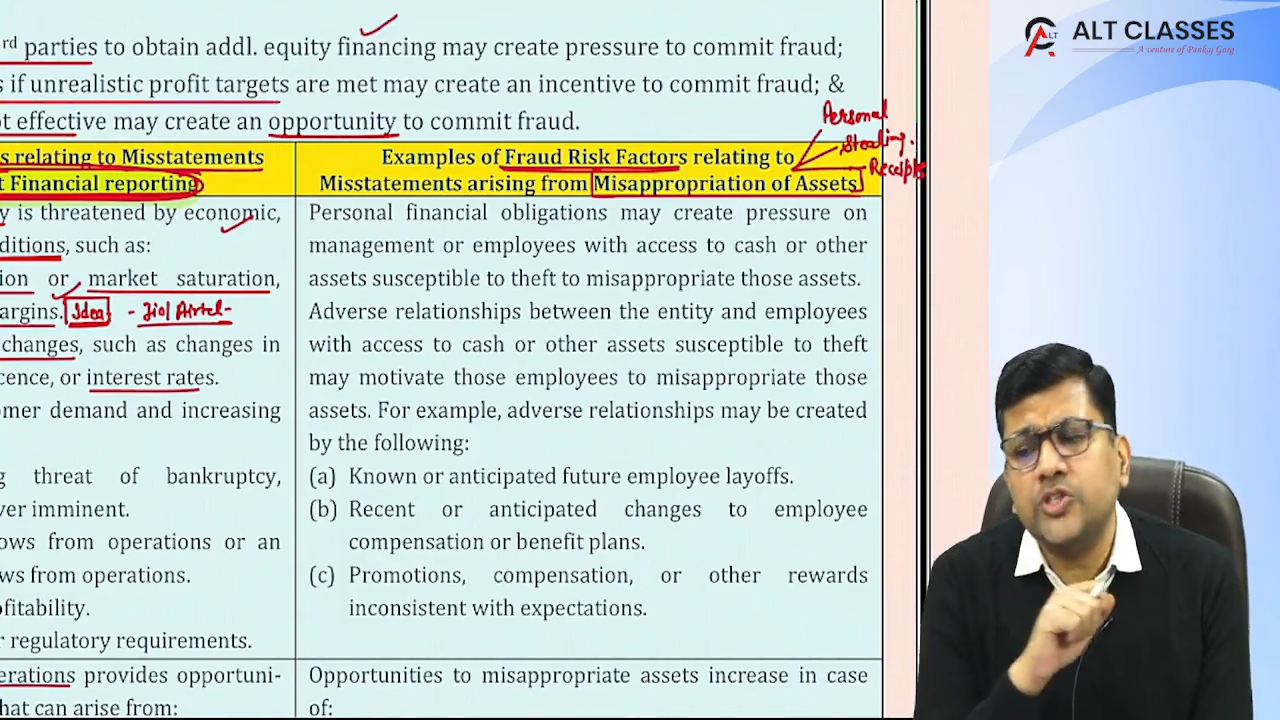 ALT CLASSES
A venture of Pankaj Garg
rd parties to obtain addl. equity financing may create pressure to commit fraud;
s if unrealistic profit targets are met may create an incentive to commit fraud; &
ot effective may create an opportunity to commit fraud.
Personal
Stealing.
Receipts
s relating to Misstatements
t Financial reporting
Examples of Fraud Risk Factors relating to
Misstatements arising from Misappropriation of Assets
y is threatened by economic,
ditions, such as:
ion or market saturation,
argins. Idea - Jio/ Airtel-
changes, such as changes in
cence, or interest rates.
omer demand and increasing
g threat of bankruptcy,
ver imminent.
ows from operations or an
ws from operations.
ofitability.
r regulatory requirements.
Personal financial obligations may create pressure on
management or employees with access to cash or other
assets susceptible to theft to misappropriate those assets.
Adverse relationships between the entity and employees
with access to cash or other assets susceptible to theft
may motivate those employees to misappropriate those
assets. For example, adverse relationships may be created
by the following:
(a) Known or anticipated future employee layoffs.
(b) Recent or anticipated changes to employee
compensation or benefit plans.
(c) Promotions, compensation, or other rewards
inconsistent with expectations.
erations provides opportuni-
hat can arise from:
Opportunities to misappropriate assets increase in case
of: